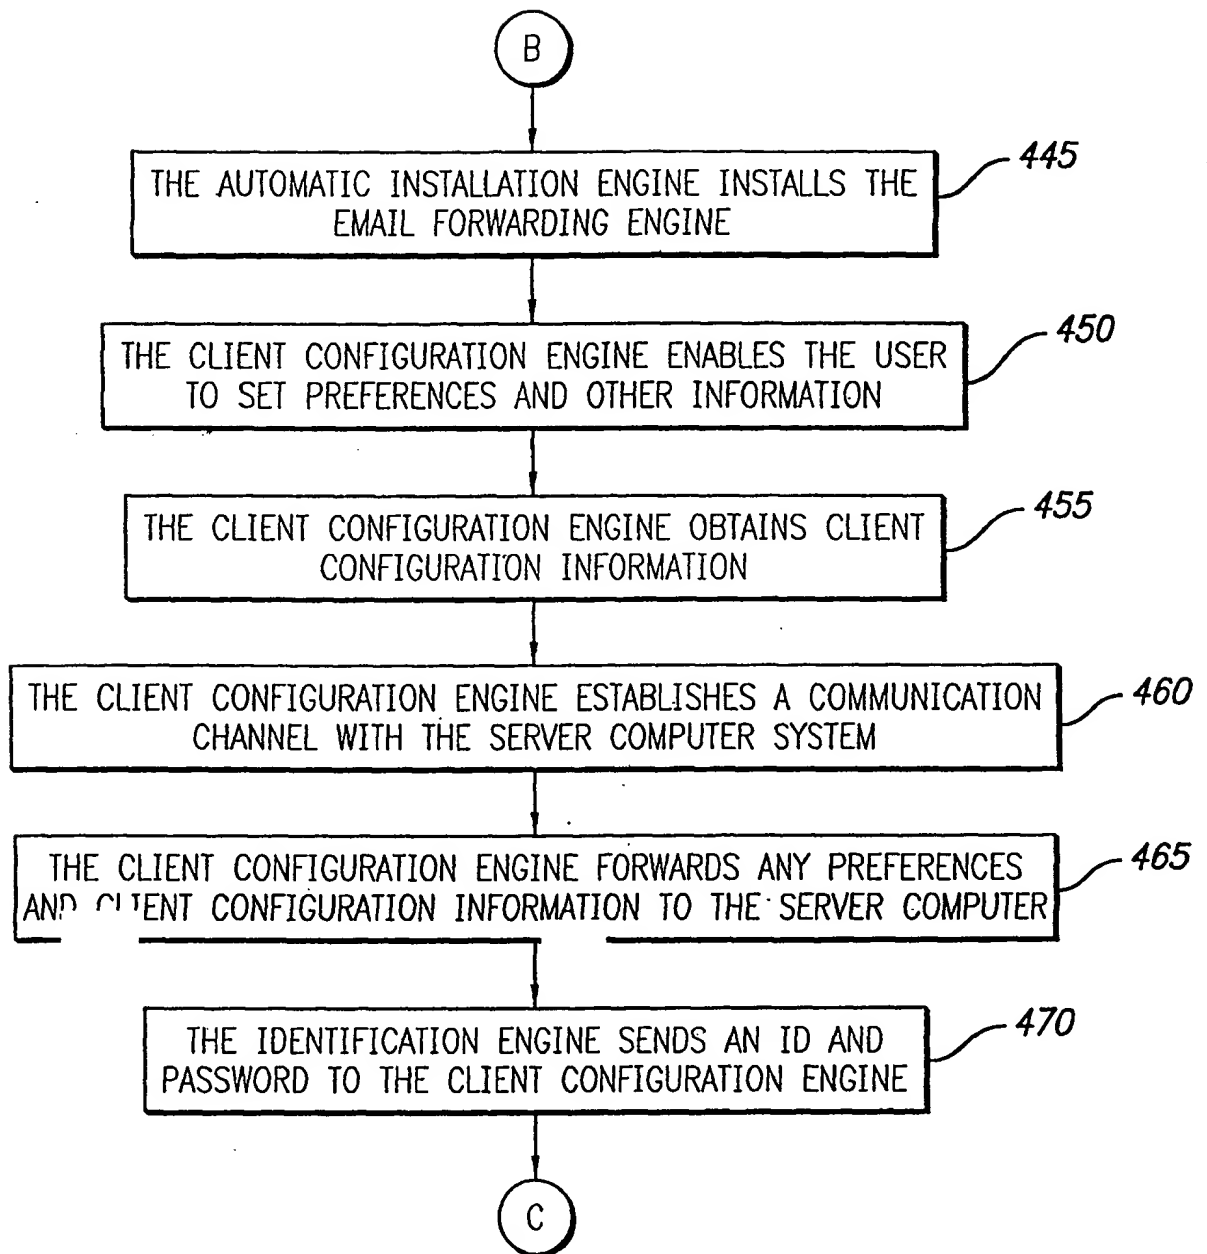 B
THE AUTOMATIC INSTALLATION ENGINE INSTALLS THE
EMAIL FORWARDING ENGINE
445
THE CLIENT CONFIGURATION ENGINE ENABLES THE USER
TO SET PREFERENCES AND OTHER INFORMATION
450
THE CLIENT CONFIGURATION ENGINE OBTAINS CLIENT
CONFIGURATION INFORMATION
455
THE CLIENT CONFIGURATION ENGINE ESTABLISHES A COMMUNICATION
CHANNEL WITH THE SERVER COMPUTER SYSTEM
460
THE CLIENT CONFIGURATION ENGINE FORWARDS ANY PREFERENCES
AND CLIENT CONFIGURATION INFORMATION TO THE SERVER COMPUTER
465
THE IDENTIFICATION ENGINE SENDS AN ID AND
PASSWORD TO THE CLIENT CONFIGURATION ENGINE
470
C